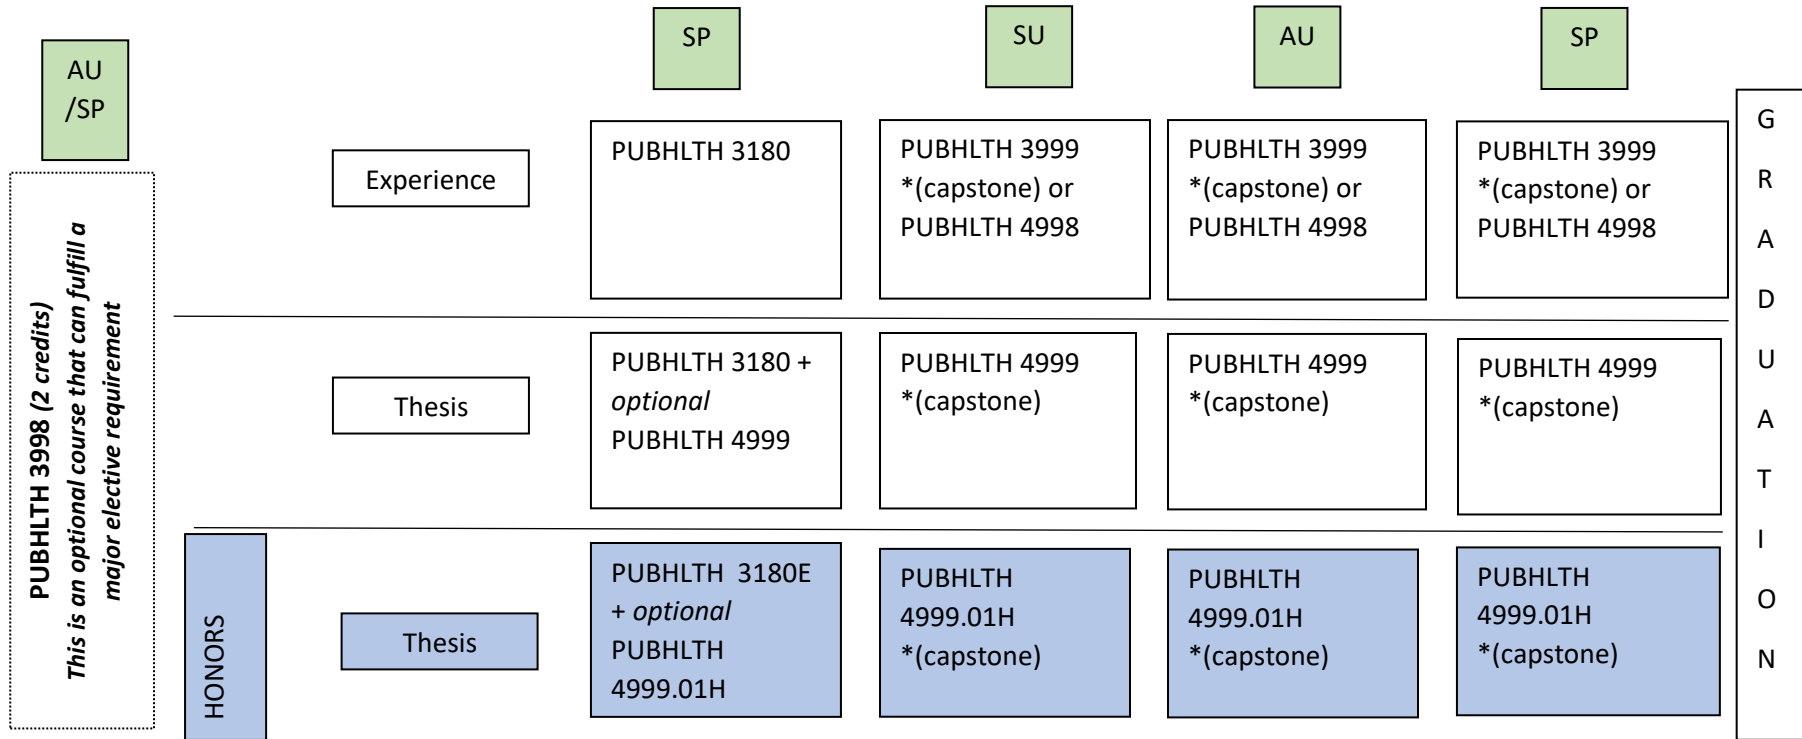 AU
/SP
SP
SU
AU
SP
PUBHLTH 3998 (2 credits)
This is an optional course that can fulfill a
major elective requirement
Experience
PUBHLTH 3180
PUBHLTH 3999
*(capstone) or
PUBHLTH 4998
PUBHLTH 3999
*(capstone) or
PUBHLTH 4998
PUBHLTH 3999
*(capstone) or
PUBHLTH 4998
Thesis
PUBHLTH 3180 +
optional
PUBHLTH 4999
PUBHLTH 4999
*(capstone)
PUBHLTH 4999
*(capstone)
PUBHLTH 4999
*(capstone)
HONORS
Thesis
PUBHLTH 3180E
+ optional
PUBHLTH
4999.01H
PUBHLTH
4999.01H
*(capstone)
PUBHLTH
4999.01H
*(capstone)
PUBHLTH
4999.01H
*(capstone)
G
R
A
D
U
A
T
I
O
N